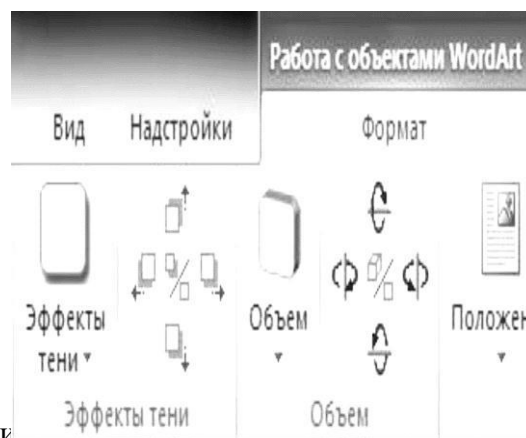 Работа с объектами WordArt
Вид Надстройки Формат
Эффекты тени
Объем
Эффекты тени Объем
и